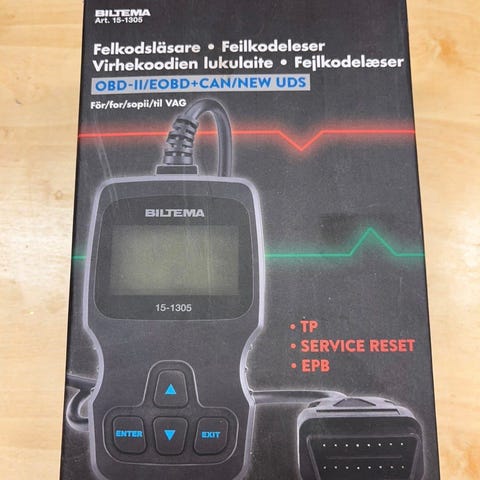 BILTEMA
Art. 15-1305
Felkodsläsare • Feilkodeleser
Virhekoodien lukulaite • Fejlkodelæser
OBD-II/EOBD+CAN/NEW UDS
För/for/sopii/til VAG
BILTEMA
15-1305
• TP
• SERVICE RESET
• EPB
ENTER
EXIT